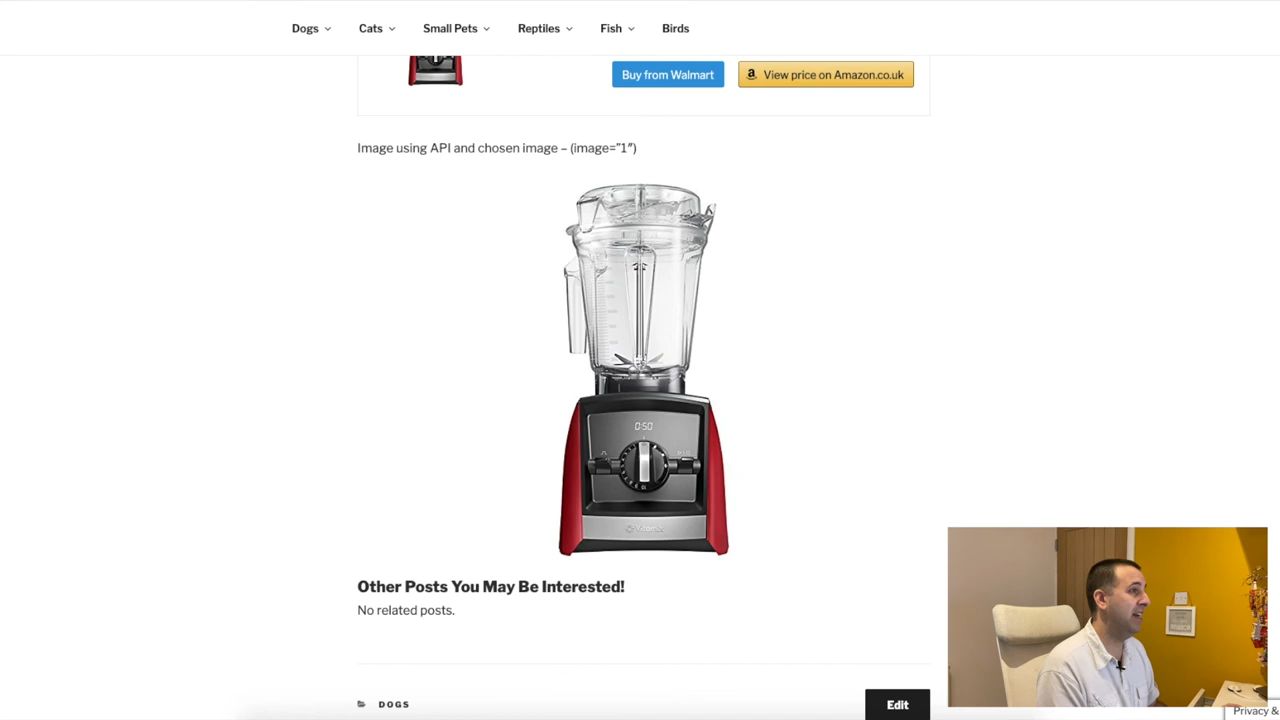 Dogs Cats Small Pets Reptiles Fish Birds
Buy from Walmart View price on Amazon.co.uk
Image using API and chosen image – (image="1″)
0:50
Vitamix
Other Posts You May Be Interested!
No related posts.
DOGS
Edit
Privacy &